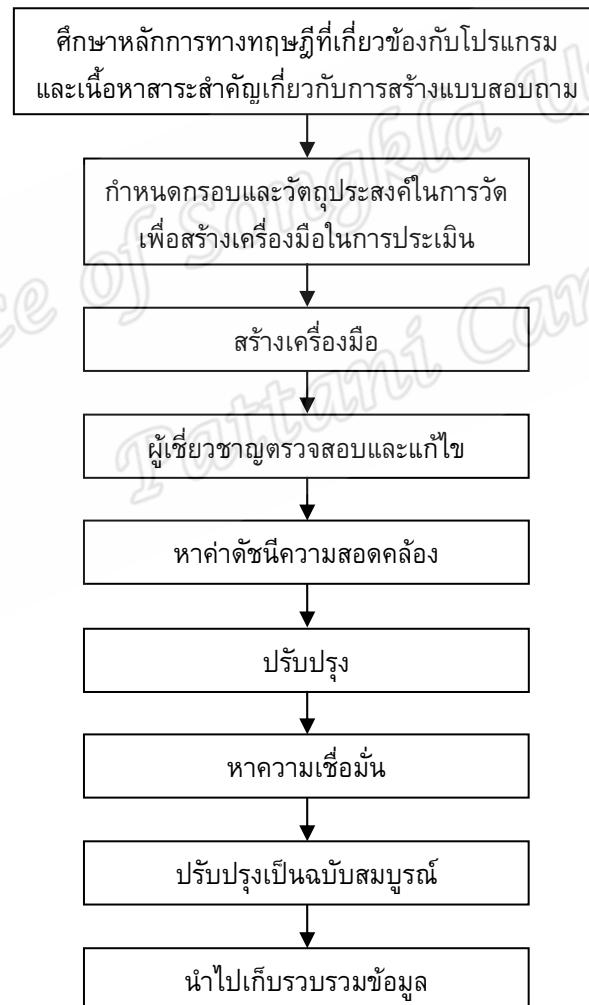 ศึกษาหลักการทางทฤษฎีที่เกี่ยวข้องกับโปรแกรม
และเนื้อหาสาระสำคัญเกี่ยวกับการสร้างแบบสอบถาม
กำหนดกรอบและวัตถุประสงค์ในการวัด
เพื่อสร้างเครื่องมือในการประเมิน
สร้างเครื่องมือ
ผู้เชี่ยวชาญตรวจสอบและแก้ไข
หาค่าดัชนีความสอดคล้อง
ปรับปรุง
หาความเชื่อมั่น
ปรับปรุงเป็นฉบับสมบูรณ์
นำไปเก็บรวบรวมข้อมูล
of Songkla
Pattani